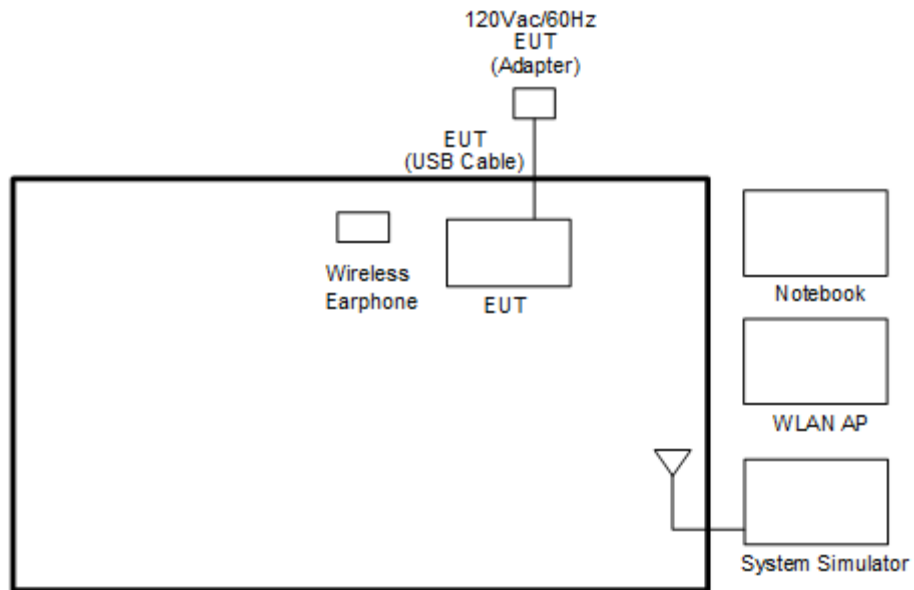 120Vac/60Hz
EUT
(Adapter)
EUT
(USB Cable)
Wireless
Earphone
EUT
Notebook
WLAN AP
System Simulator